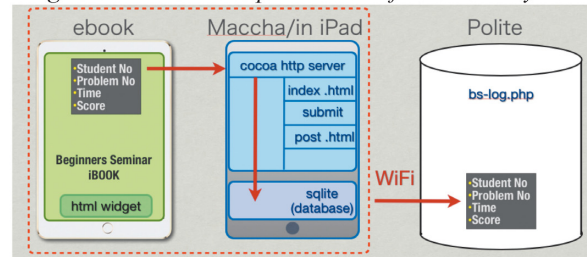 ebook
Maccha/in iPad
Polite
•Student No
•Problem No
•Time
•Score
Beginners Seminar
iBOOK
html widget
cocoa http server
index .html
submit
post .html
sqlite
(database)
WiFi
bs-log.php
•Student No
•Problem No
•Time
•Score